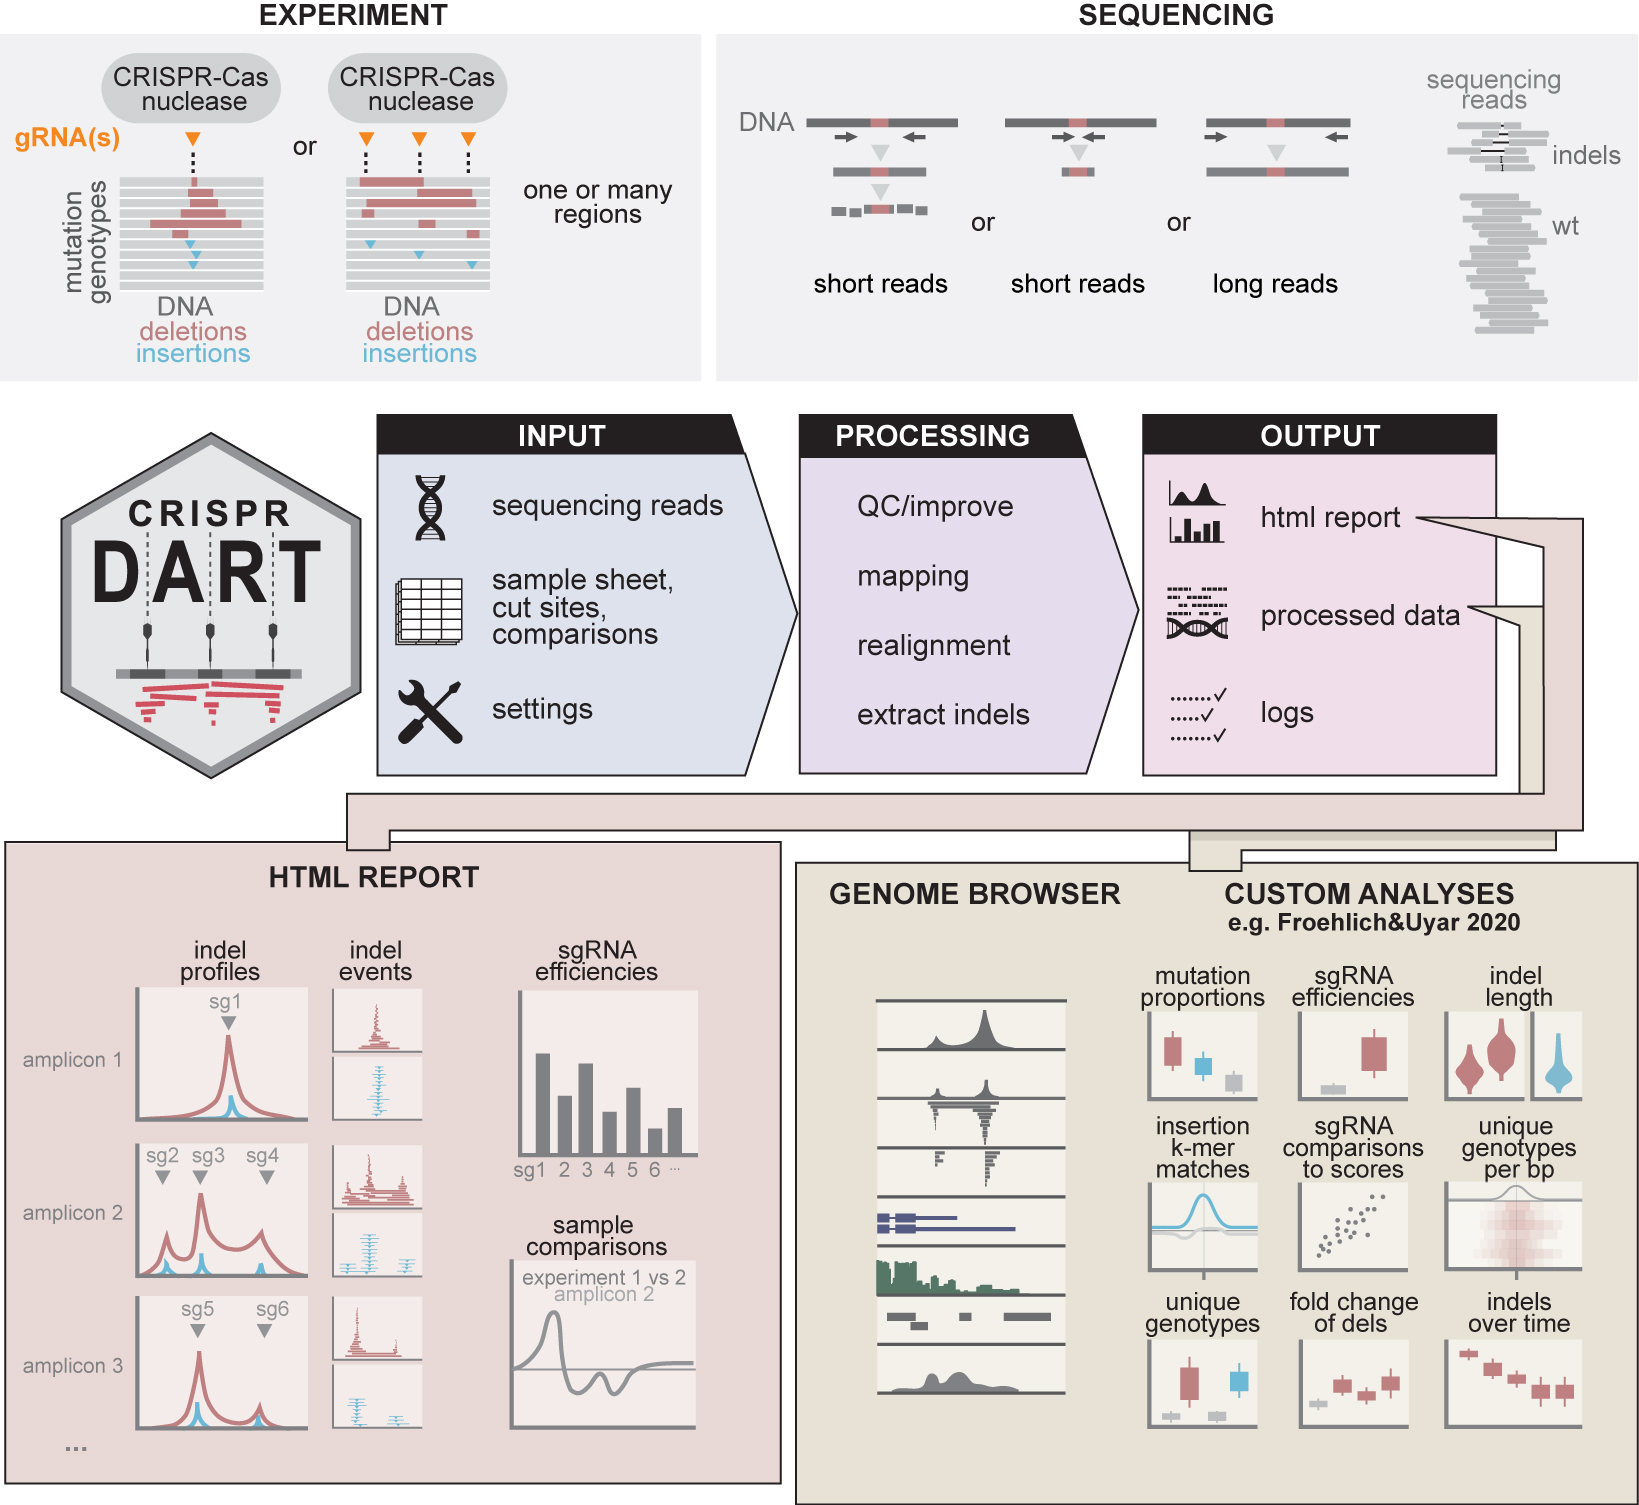 EXPERIMENT
CRISPR-Cas
nuclease
CRISPR-Cas
nuclease
gRNA(s)
or
one or many
regions
mutation
genotypes
DNA
deletions
insertions
DNA
deletions
insertions
SEQUENCING
DNA
or
or
short reads
short reads
long reads
sequencing
reads
indels
wt
CRISPR
DART
INPUT
sequencing reads
sample sheet,
cut sites,
comparisons
settings
PROCESSING
QC/improve
mapping
realignment
extract indels
OUTPUT
html report
processed data
logs
HTML REPORT
indel
profiles
indel
events
sgRNA
efficiencies
amplicon 1
sg1
amplicon 2
sg2
sg3
sg4
amplicon 3
sg5
sg6
...
sg1 2 3 4 5 6 ...
sample
comparisons
experiment 1 vs 2
amplicon 2
GENOME BROWSER
CUSTOM ANALYSES
e.g. Froehlich&Uyar 2020
mutation
proportions
sgRNA
efficiencies
indel
length
insertion
k-mer
matches
sgRNA
comparisons
to scores
unique
genotypes
per bp
unique
genotypes
fold change
of dels
indels
over time